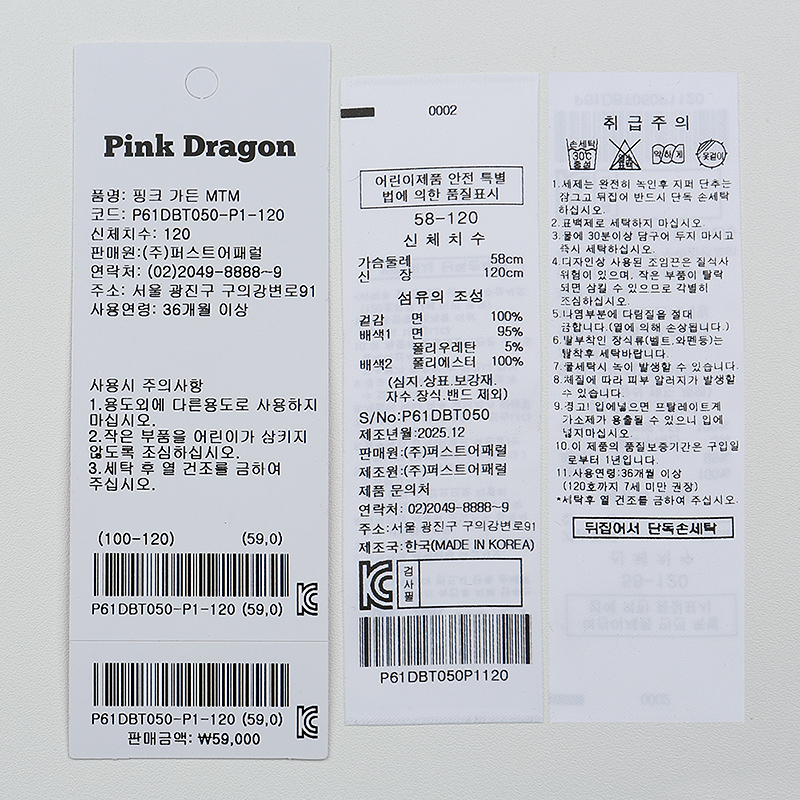 Pink Dragon
품명: 핑크 가든 MTM
코드: P61DBT050-P1-120
신체치수: 120
판매원:(주)퍼스트어패럴
연락처: (02)2049-8888~9
주소: 서울 광진구 구의강변로91
사용연령: 36개월 이상
사용시 주의사항
1.용도외에 다른용도로 사용하지
마십시오.
2.작은 부품을 어린이가 삼키지
않도록 조심하십시오.
3.세탁 후 열 건조를 금하여
주십시오.
(100-120) (59,0)
P61DBT050-P1-120 (59,0)
P61DBT050-P1-120 (59,0)
판매금액: ₩59,000
0002
어린이제품 안전 특별
법에 의한 품질표시
58-120
신체치수
가슴둘레 58cm
신 장 120cm
섬유의 조성
겉감 면 100%
배색1 면 95%
폴리우레탄 5%
배색2 폴리에스터 100%
(심지.상표.보강재.
자수.장식.밴드 제외)
S/No:P61DBT050
제조년월:2025.12
판매원:(주)퍼스트어패럴
제조원:(주)퍼스트어패럴
제품 문의처
연락처: 02)2049-8888~9
주소:서울 광진구 구의강변로91
제조국:한국(MADE IN KOREA)
검사필
P61DBT050P1120
취급주의
손세탁
30℃
중성
약하게
옷걸이
1.세제는 완전히 녹인후 지퍼 단추는
잠그고 뒤집어 반드시 단독 손세탁
하십시오.
2.표백제로 세탁하지 마십시오.
3.물에 30분이상 담구어 두지 마시고
즉시 세탁하십시오.
4.디자인상 사용된 조임끈은 질식사
위험이 있으며, 작은 부품이 탈락
되면 삼킬 수 있으므로 각별히
조심하십시오.
5.나염부분에 다림질을 절대
금합니다.(열에 의해 손상됩니다.)
6.탈부착인 장식류(벨트,와펜등)는
탈착후 세탁바랍니다.
7.물세탁시 녹이 발생할 수 있습니다.
8.체질에 따라 피부 알러지가 발생할
수 있습니다.
9.경고! 입에넣으면 프탈레이트계
가소제가 용출될 수 있으니 입에
넣지마십시오.
10.이 제품의 품질보증기간은 구입일
로부터 1년입니다.
11.사용연령:36개월 이상
(120호까지 7세 미만 권장)
*세탁후 열 건조를 금하여 주십시오.
뒤집어서 단독손세탁